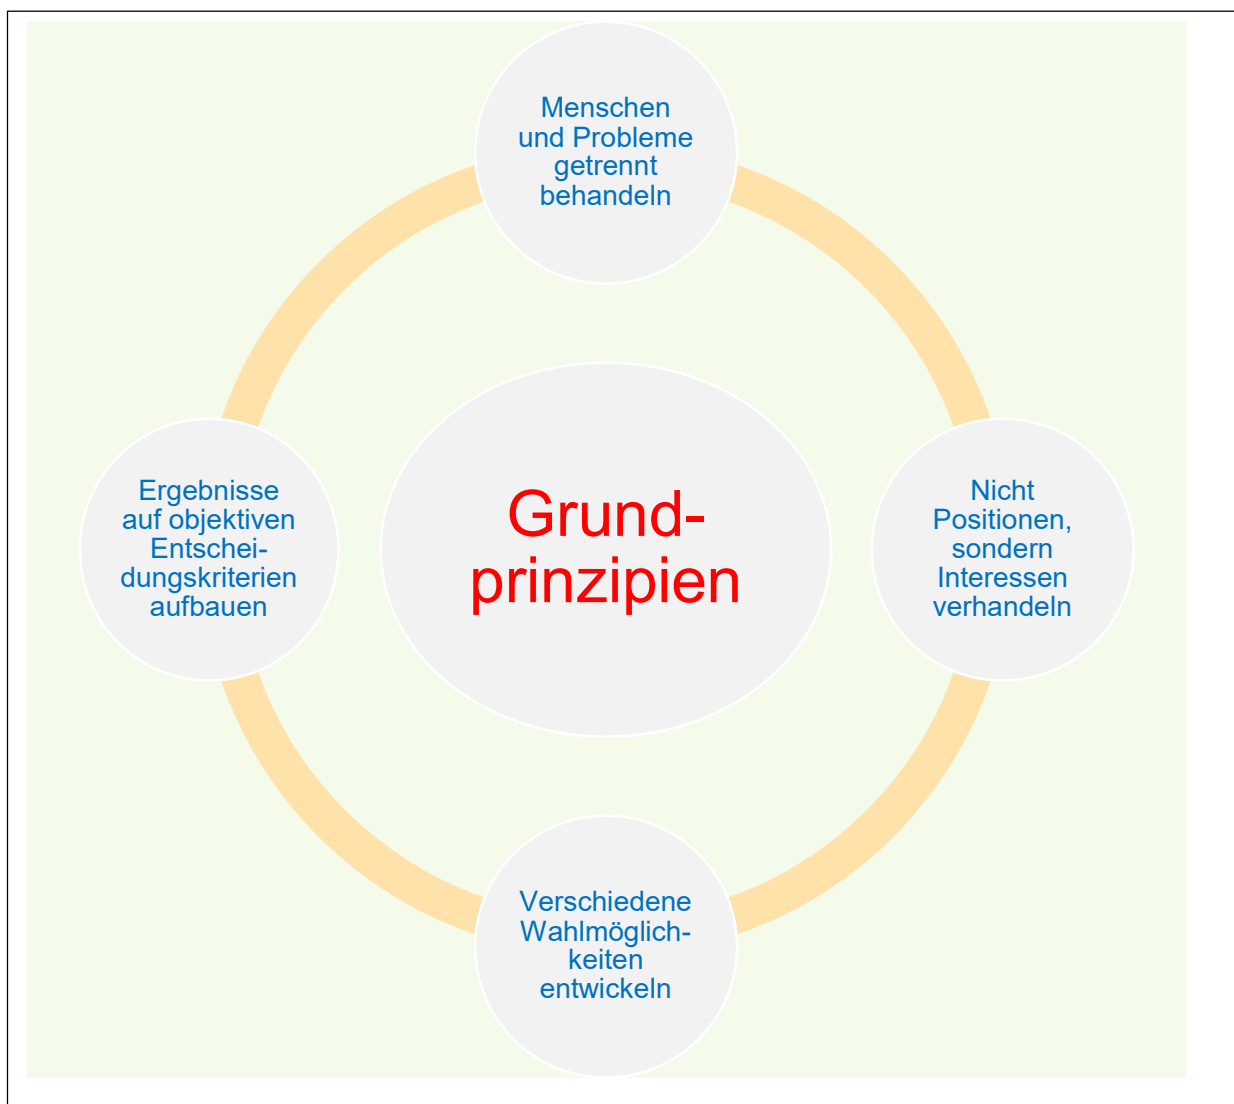 Menschen
und Probleme
getrennt
behandeln
Ergebnisse
auf objektiven
Entschei-
dungskriterien
aufbauen
Grund-
prinzipien
Nicht
Positionen,
sondern
Interessen
verhandeln
Verschiedene
Wahlmöglich-
keiten
entwickeln